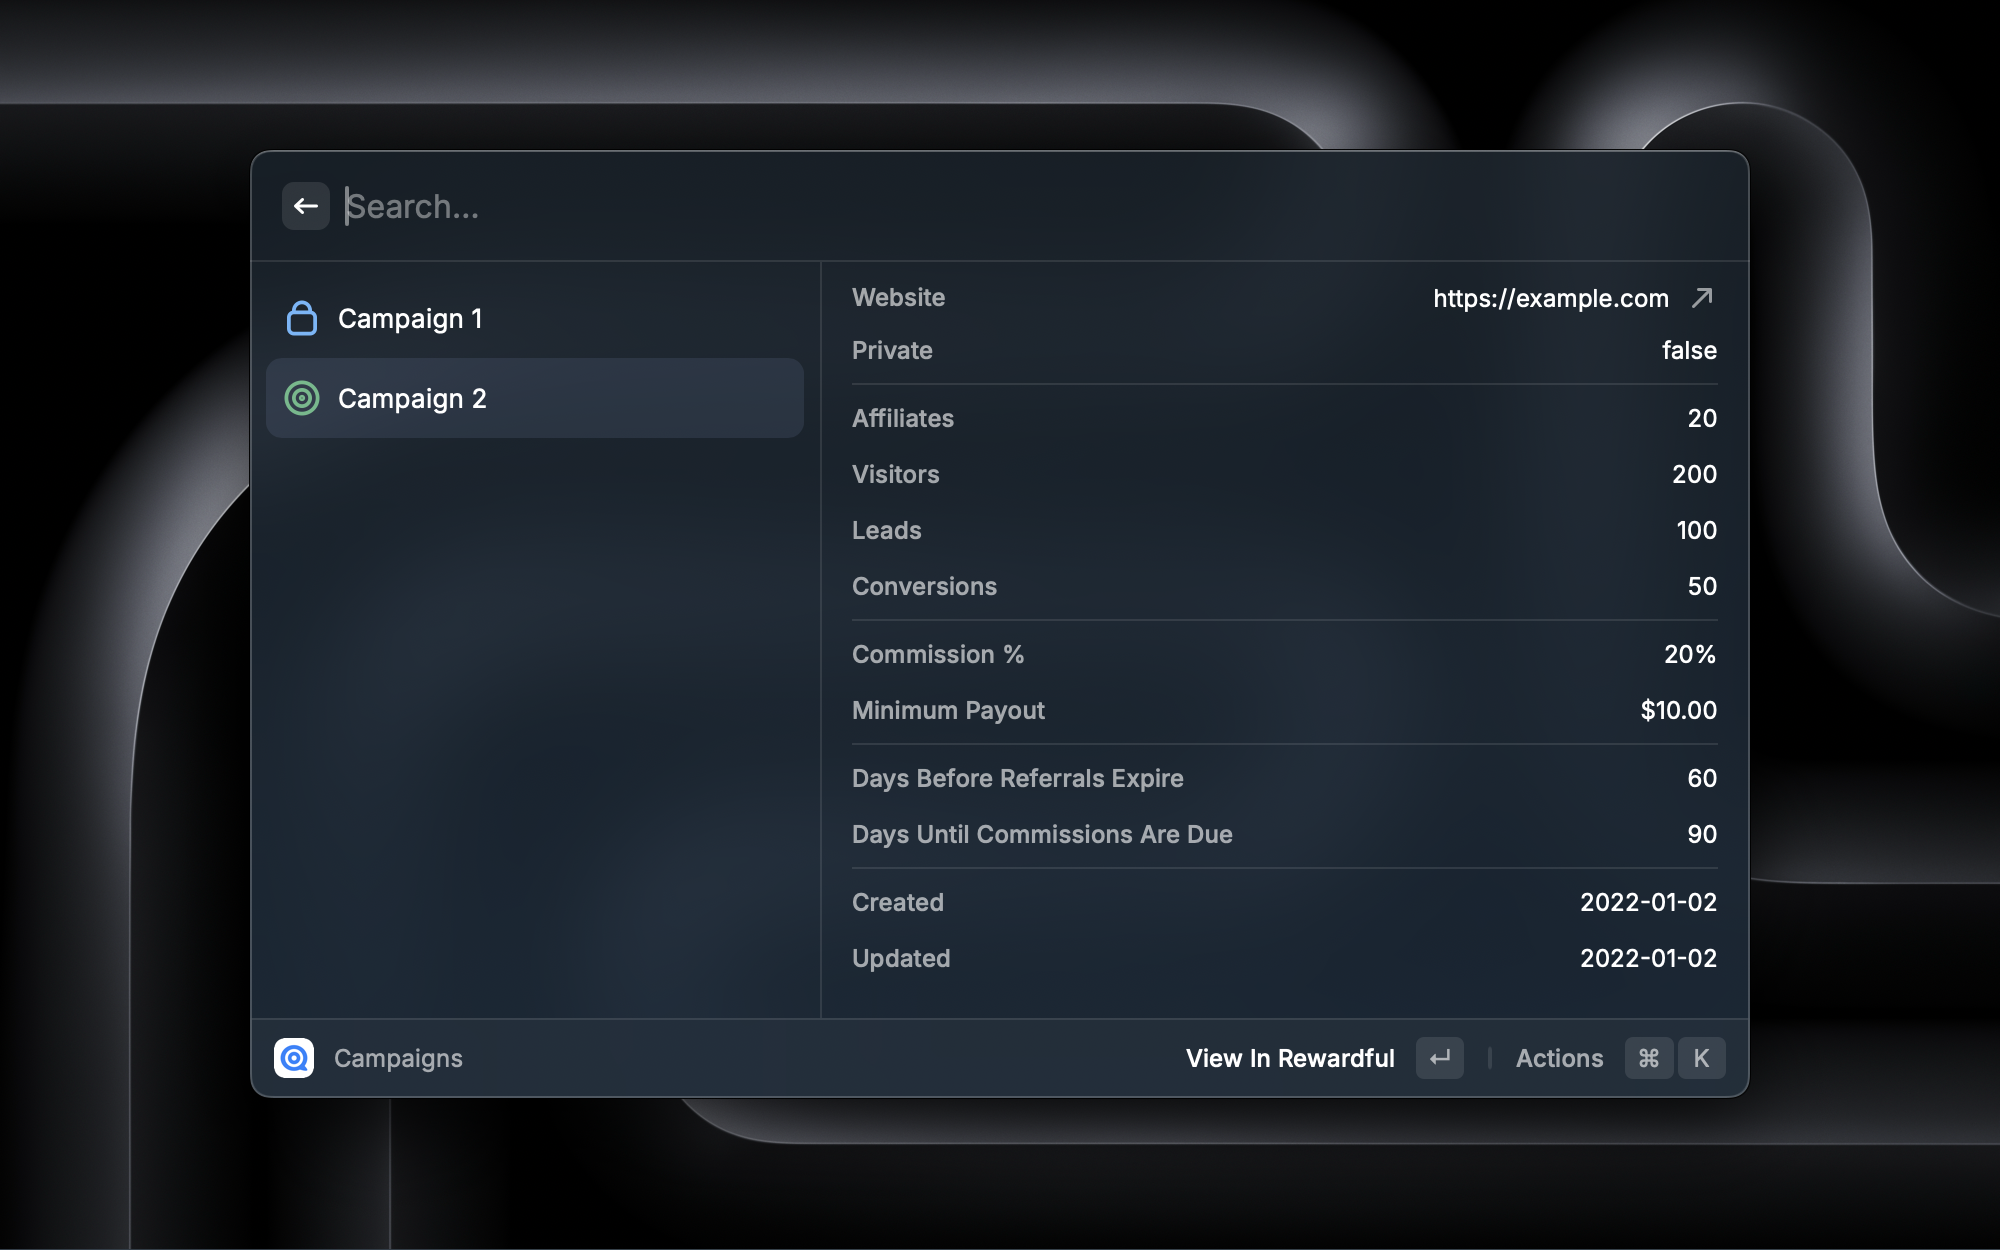 Search...
Campaign 1
Campaign 2
Website https://example.com
Private false
Affiliates 20
Visitors 200
Leads 100
Conversions 50
Commission % 20%
Minimum Payout $10.00
Days Before Referrals Expire 60
Days Until Commissions Are Due 90
Created 2022-01-02
Updated 2022-01-02
Campaigns View In Rewardful Actions ⌘ K